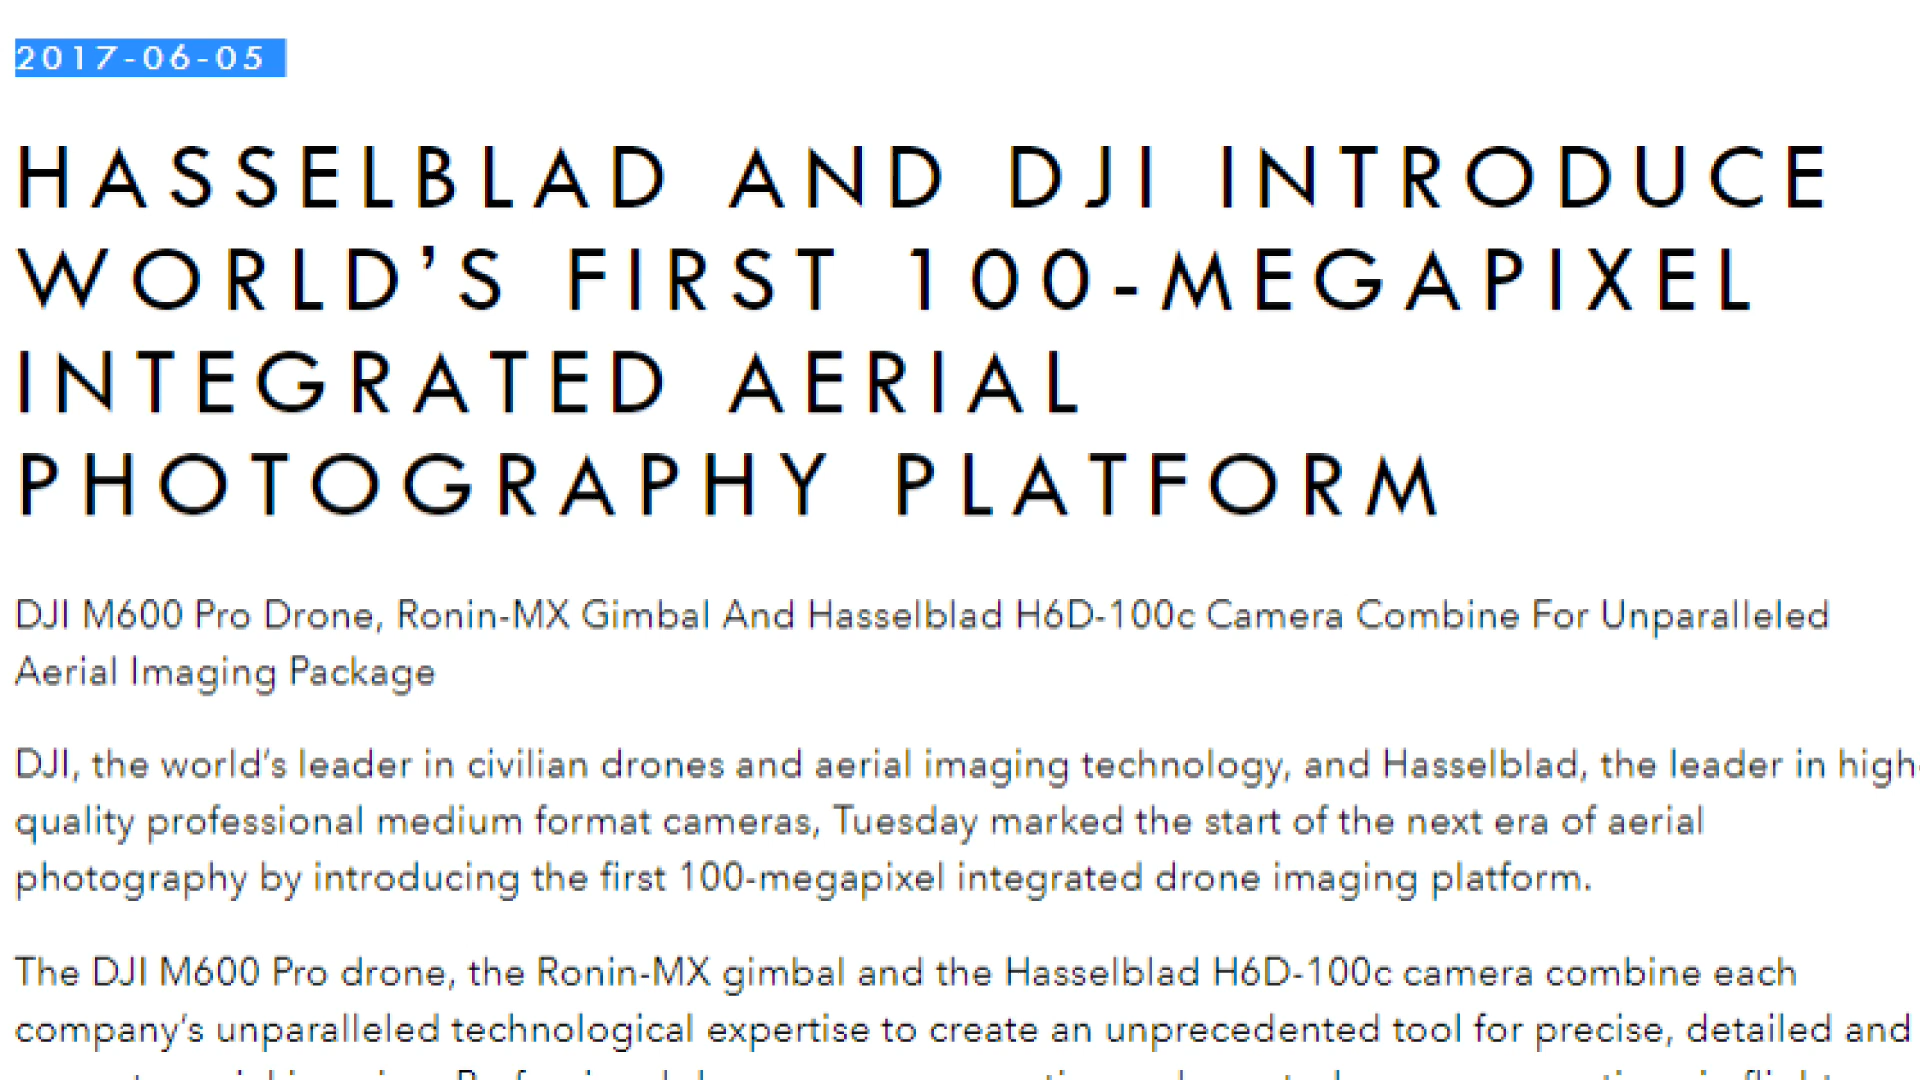 2017-06-05
HASSELBLAD AND DJI INTRODUCE
WORLD’S FIRST 100-MEGAPIXEL
INTEGRATED AERIAL
PHOTOGRAPHY PLATFORM
DJI M600 Pro Drone, Ronin-MX Gimbal And Hasselblad H6D-100c Camera Combine For Unparalleled
Aerial Imaging Package
DJI, the world’s leader in civilian drones and aerial imaging technology, and Hasselblad, the leader in high-
quality professional medium format cameras, Tuesday marked the start of the next era of aerial
photography by introducing the first 100-megapixel integrated drone imaging platform.
The DJI M600 Pro drone, the Ronin-MX gimbal and the Hasselblad H6D-100c camera combine each
company’s unparalleled technological expertise to create an unprecedented tool for precise, detailed and